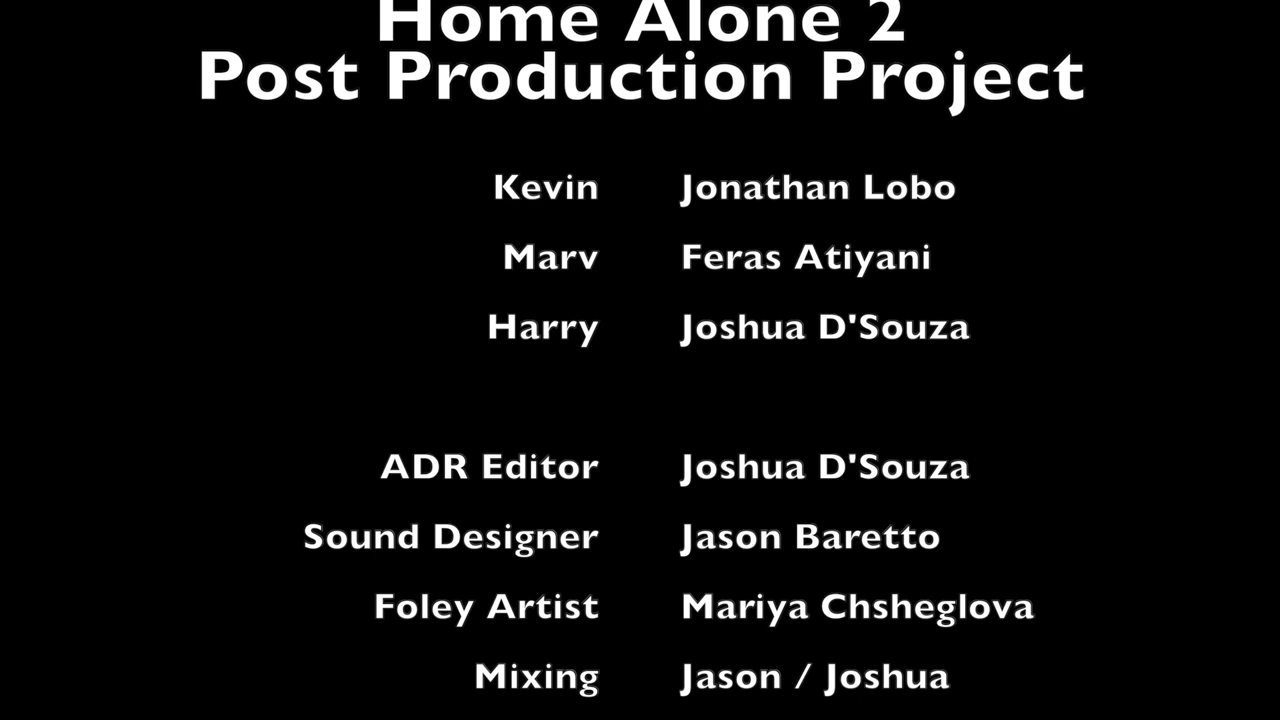 Home Alone 2
Post Production Project
Kevin Jonathan Lobo
Marv Feras Atiyani
Harry Joshua D'Souza
ADR Editor Joshua D'Souza
Sound Designer Jason Baretto
Foley Artist Mariya Chsheglova
Mixing Jason / Joshua